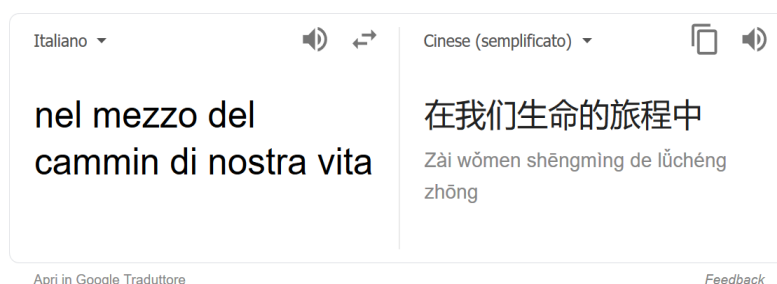 Italiano
Cinese (semplificato)
nel mezzo del
cammin di nostra vita
在我们生命的旅程中
Zài wǒmen shēngmìng de lǚchéng
zhōng
Apri in Google Traduttore
Feedback